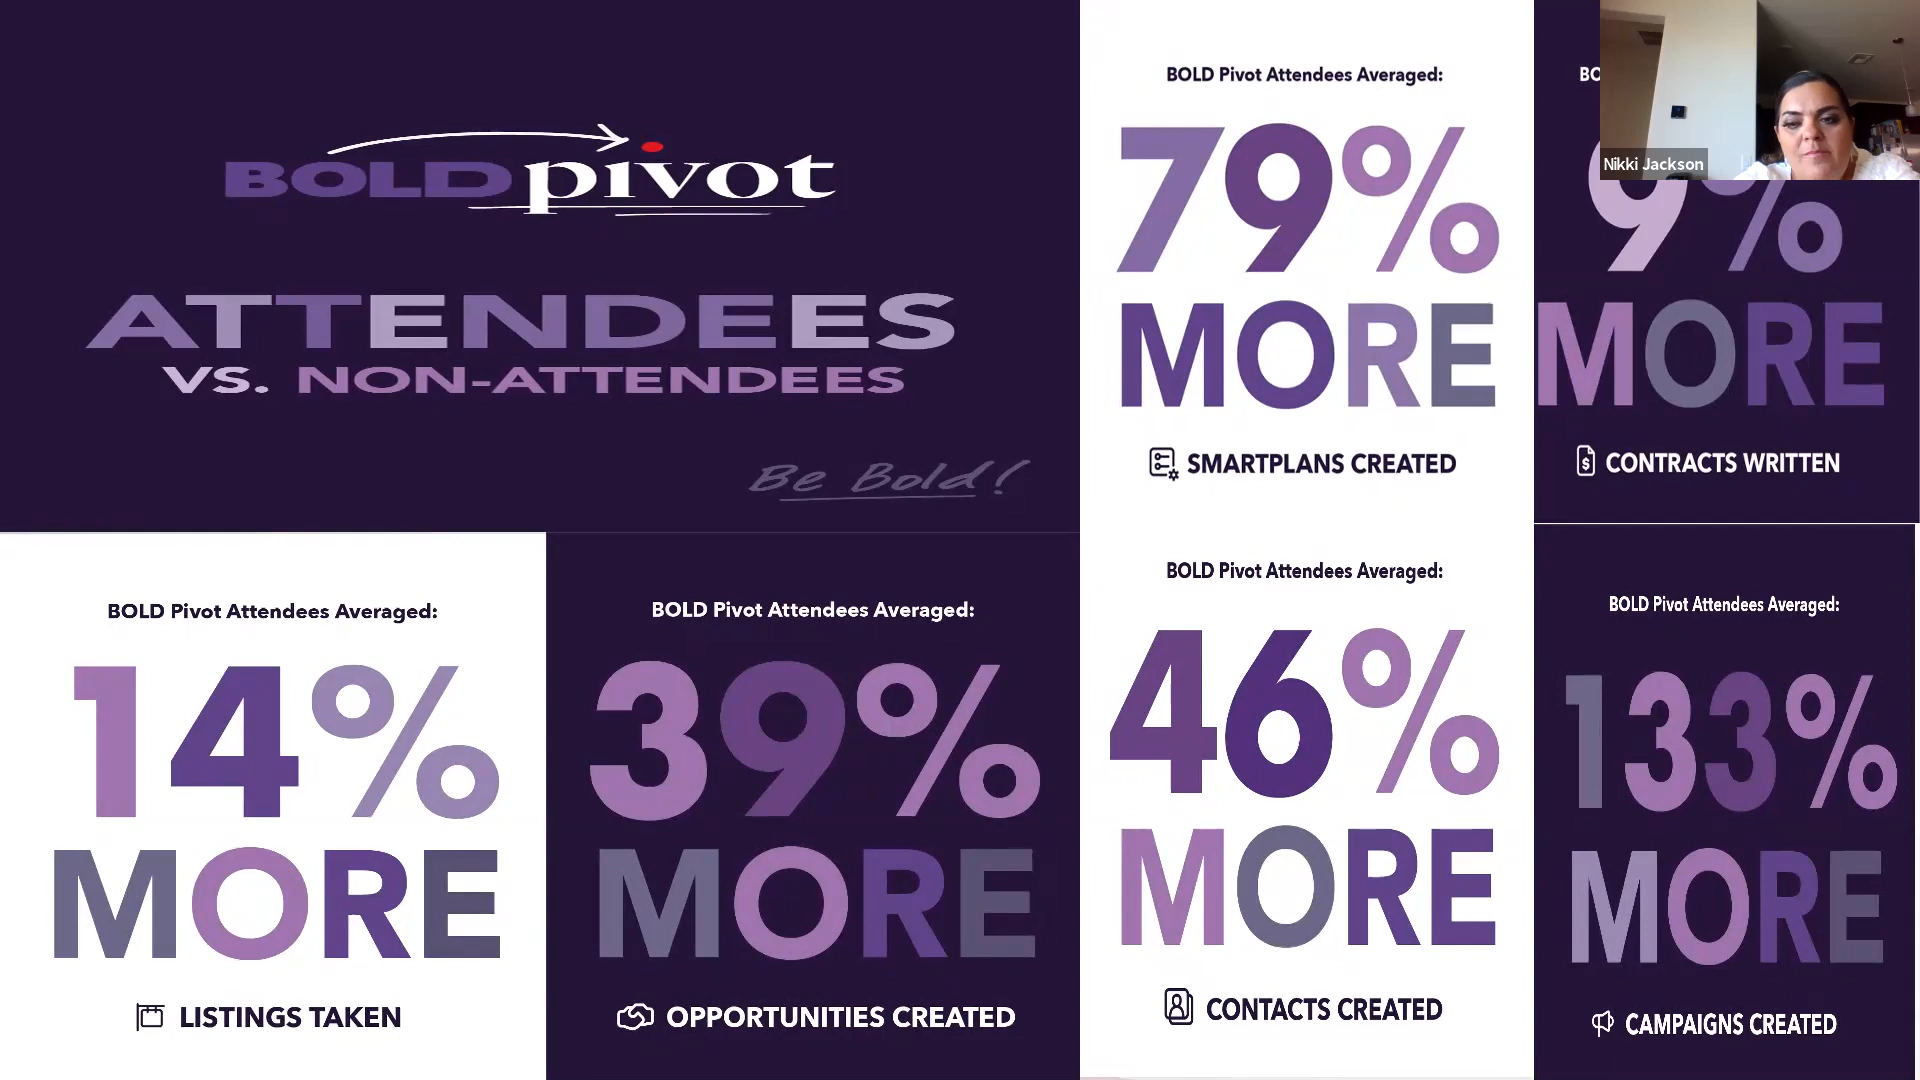 BOLD pivot
ATTENDEES
VS. NON-ATTENDEES
Be Bold!
BOLD Pivot Attendees Averaged:
79%
MORE
SMARTPLANS CREATED
Nikki Jackson
9%
MORE
CONTRACTS WRITTEN
BOLD Pivot Attendees Averaged:
14%
MORE
LISTINGS TAKEN
BOLD Pivot Attendees Averaged:
39%
MORE
OPPORTUNITIES CREATED
BOLD Pivot Attendees Averaged:
46%
MORE
CONTACTS CREATED
BOLD Pivot Attendees Averaged:
133%
MORE
CAMPAIGNS CREATED